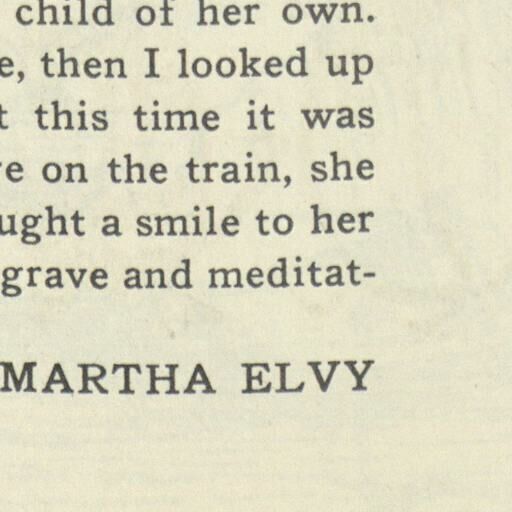 child of her own.
e, then I looked up
t this time it was
e on the train, she
ught a smile to her
grave and meditat-
MARTHA ELVY